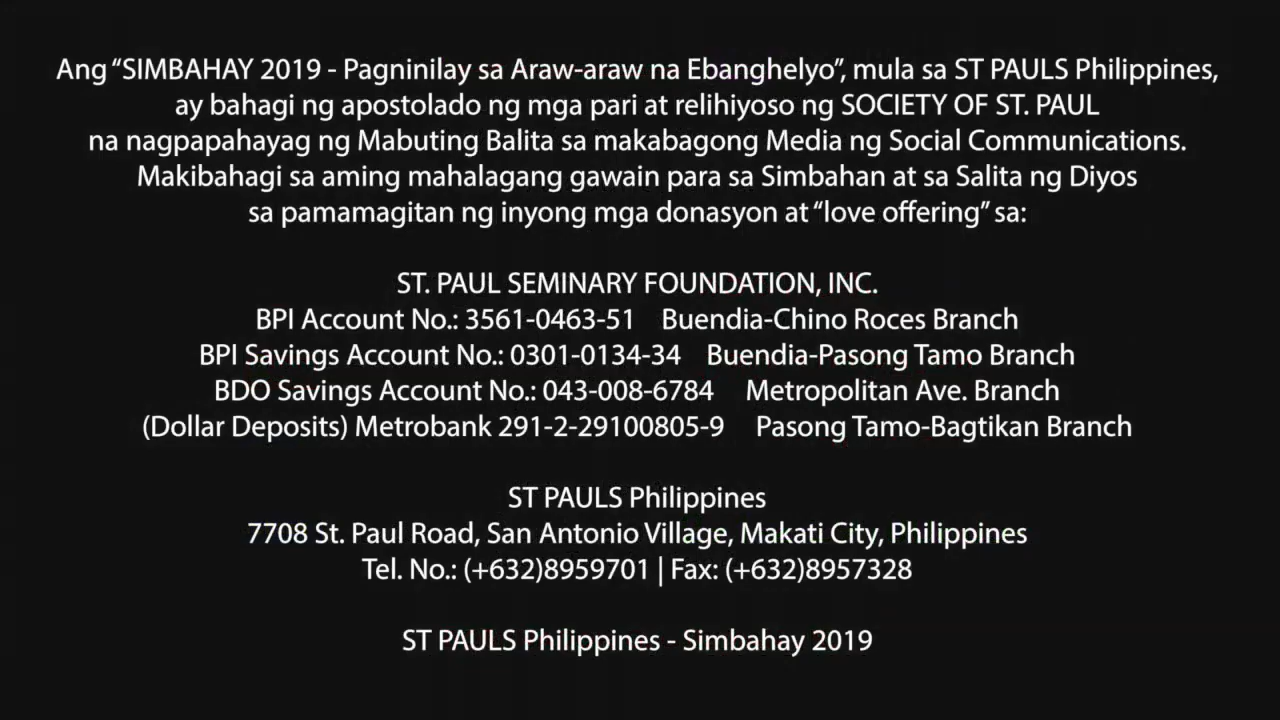 Ang “SIMBAHAY 2019 - Pagninilay sa Araw-araw na Ebanghelyo”, mula sa ST PAULS Philippines,
ay bahagi ng apostolado ng mga pari at relihiyoso ng SOCIETY OF ST. PAUL
na nagpapahayag ng Mabuting Balita sa makabagong Media ng Social Communications.
Makibahagi sa aming mahalagang gawain para sa Simbahan at sa Salita ng Diyos
sa pamamagitan ng inyong mga donasyon at “love offering” sa:
ST. PAUL SEMINARY FOUNDATION, INC.
BPI Account No.: 3561-0463-51 Buendia-Chino Roces Branch
BPI Savings Account No.: 0301-0134-34 Buendia-Pasong Tamo Branch
BDO Savings Account No.: 043-008-6784 Metropolitan Ave. Branch
(Dollar Deposits) Metrobank 291-2-29100805-9 Pasong Tamo-Bagtikan Branch
ST PAULS Philippines
7708 St. Paul Road, San Antonio Village, Makati City, Philippines
Tel. No.: (+632)8959701 | Fax: (+632)8957328
ST PAULS Philippines - Simbahay 2019